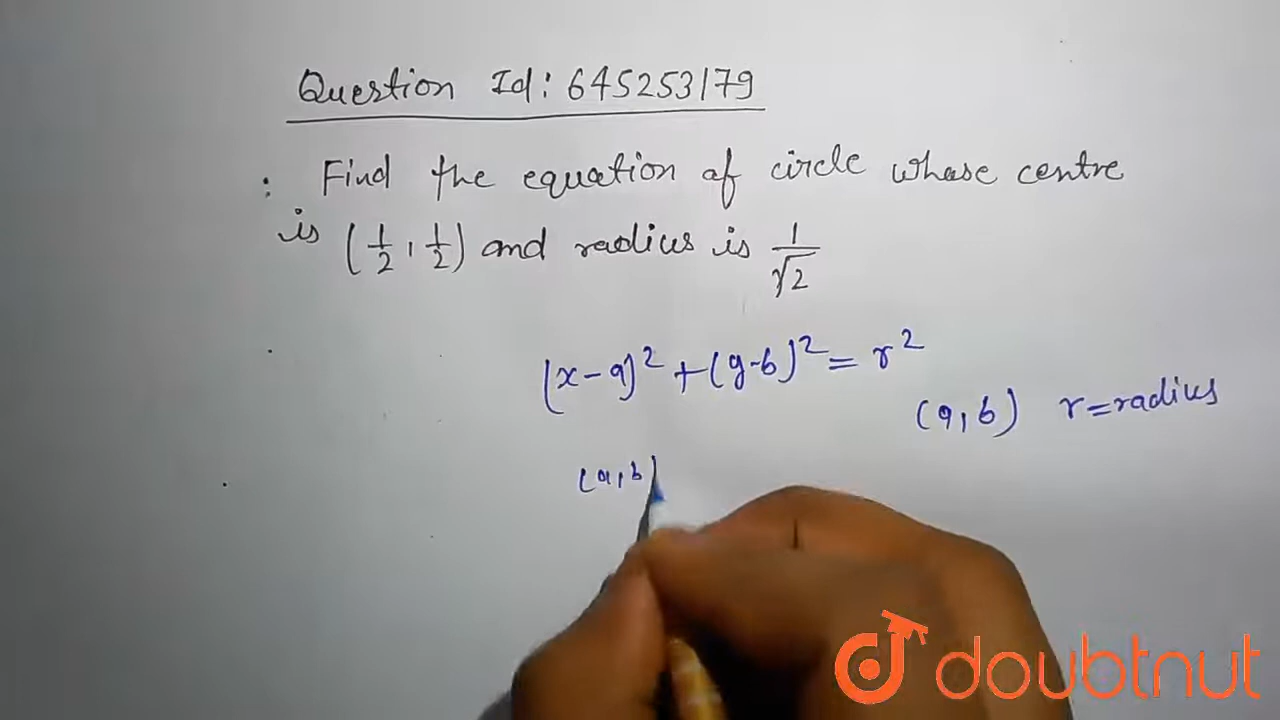 Question Id: 645253179
: Find the equation of circle whose centre
is (1/2, 1/2) and radius is 1/√2
(x-a)² + (y-b)² = r²
(a, b) r = radius
(a, b)
doubtnut